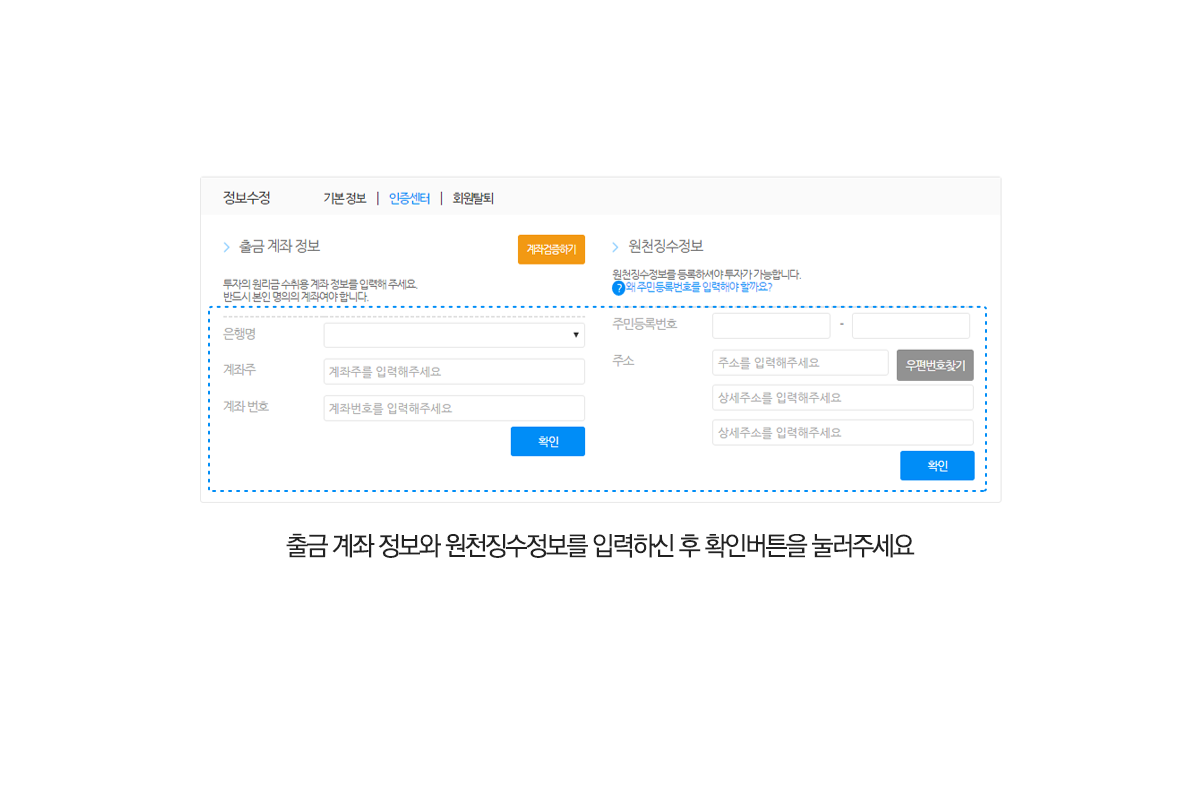 정보수정 기본 정보 | 인증센터 | 회원탈퇴
출금 계좌 정보
계좌검증하기
투자의 원리금 수취용 계좌 정보를 입력해 주세요.
반드시 본인 명의의 계좌여야 합니다.
은행명
계좌주 계좌주를 입력해주세요
계좌 번호 계좌번호를 입력해주세요
확인
원천징수정보
원천징수정보를 등록하셔야 투자가 가능합니다.
?왜 주민등록번호를 입력해야 할까요?
주민등록번호 -
주소 주소를 입력해주세요 우편번호찾기
상세주소를 입력해주세요
상세주소를 입력해주세요
확인
출금 계좌 정보와 원천징수정보를 입력하신 후 확인버튼을 눌러주세요